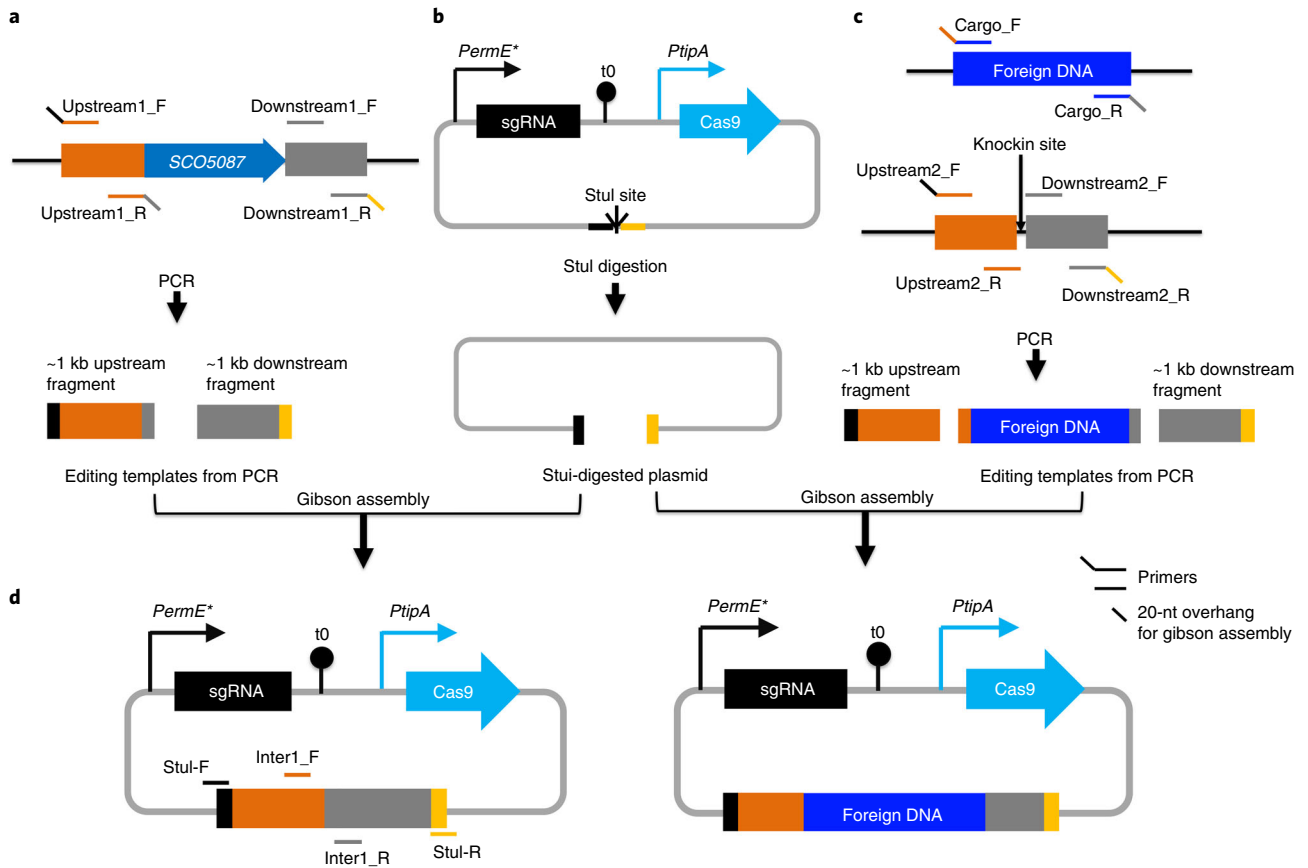 a
Upstream1_F
Downstream1_F
SCO5087
Upstream1_R
Downstream1_R
PCR
~1 kb upstream
fragment
~1 kb downstream
fragment
Editing templates from PCR
Gibson assembly
b
PermE*
t0
PtipA
sgRNA
Cas9
StuI site
StuI digestion
Stui-digested plasmid
Gibson assembly
c
Cargo_F
Foreign DNA
Cargo_R
Knockin site
Upstream2_F
Downstream2_F
Upstream2_R
Downstream2_R
PCR
~1 kb upstream
fragment
~1 kb downstream
fragment
Foreign DNA
Editing templates from PCR
Primers
20-nt overhang
for gibson assembly
d
PermE*
t0
PtipA
sgRNA
Cas9
StuI-F
Inter1_F
Inter1_R
StuI-R
PermE*
t0
PtipA
sgRNA
Cas9
Foreign DNA